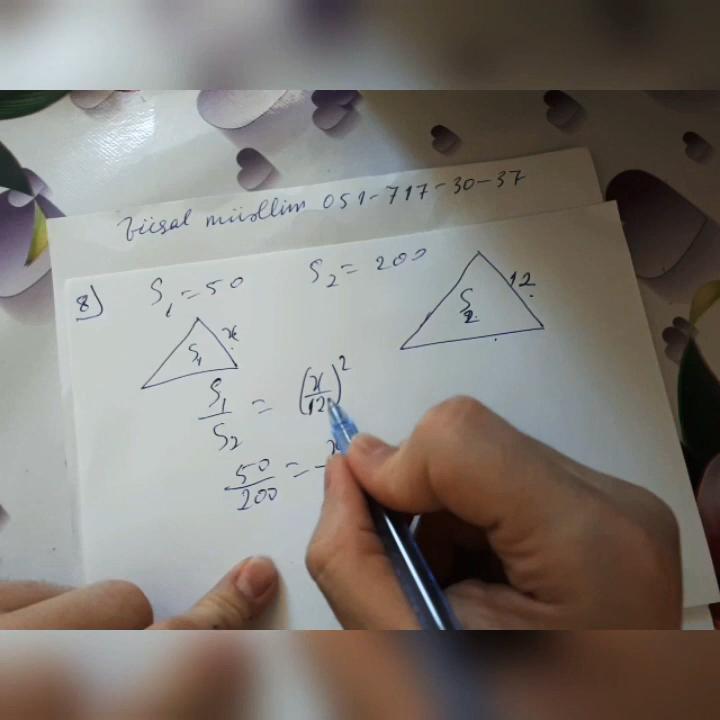 Vüsal müəllim 051-717-30-37
8) S₁=50 S₂=200
S₁ x
S₂ 12
S₁/S₂ = (x/12)²
50/200 = x